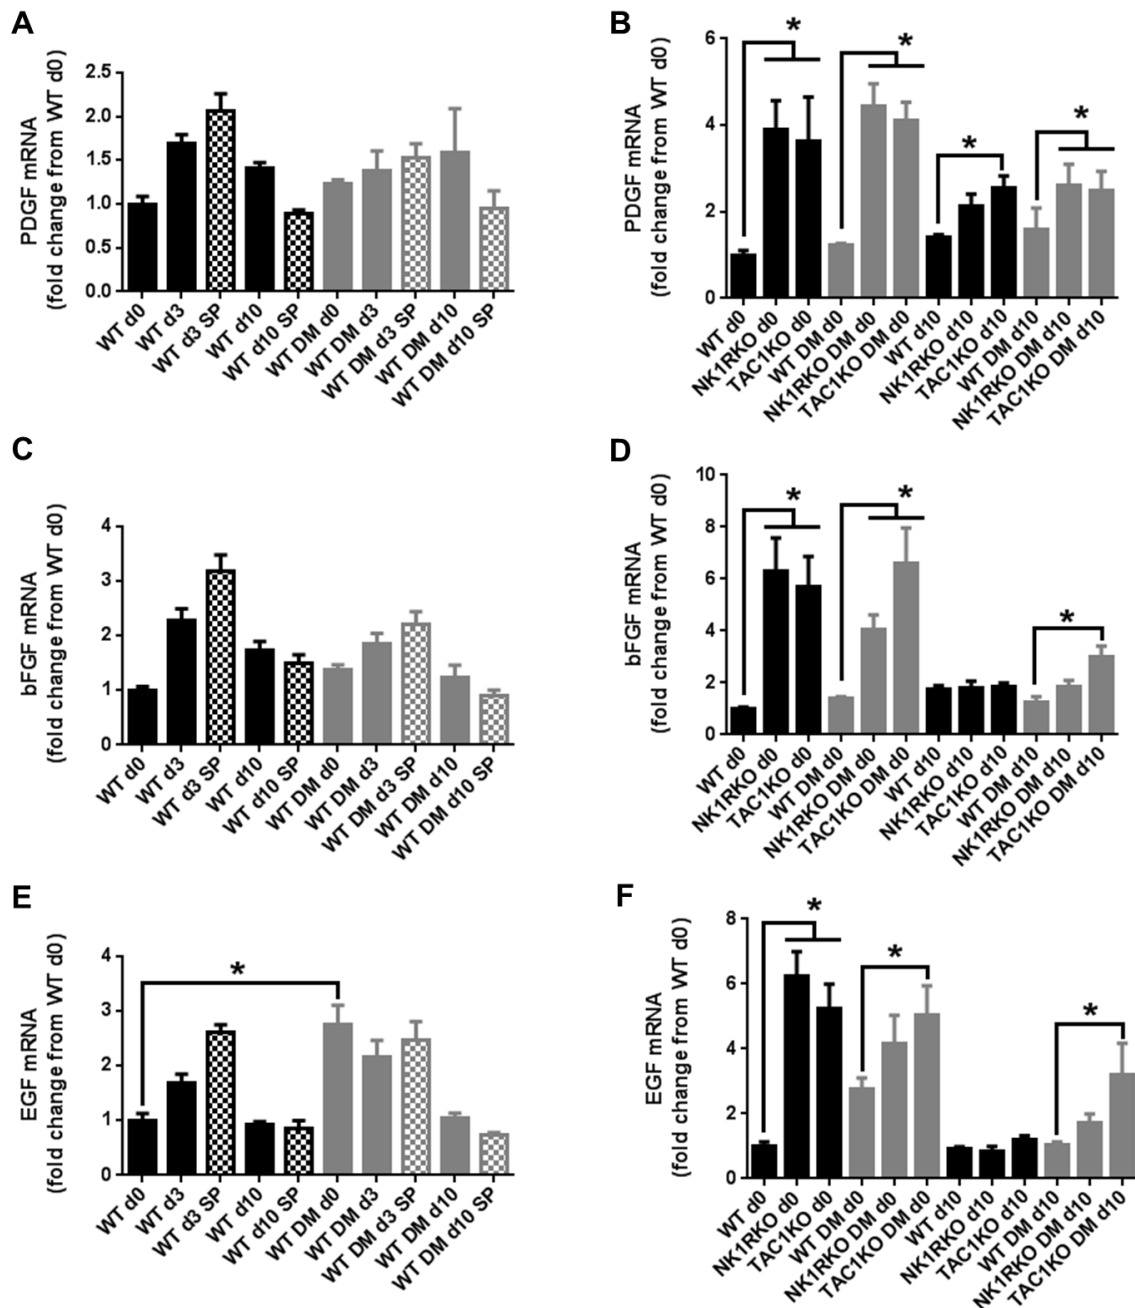 A
PDGF mRNA
(fold change from WT d0)
2.5
2.0
1.5
1.0
0.5
0.0
WT d0
WT d3
WT d3 SP
WT d10
WT d10 SP
WT DM d0
WT DM d3
WT DM d3 SP
WT DM d10
WT DM d10 SP
B
PDGF mRNA
(fold change from WT d0)
6
4
2
0
*
*
*
*
WT d0
NK1RKO d0
TAC1KO d0
WT DM d0
NK1RKO DM d0
TAC1KO DM d0
WT d10
NK1RKO d10
TAC1KO d10
WT DM d10
NK1RKO DM d10
TAC1KO DM d10
C
bFGF mRNA
(fold change from WT d0)
4
3
2
1
0
WT d0
WT d3
WT d3 SP
WT d10
WT d10 SP
WT DM d0
WT DM d3
WT DM d3 SP
WT DM d10
WT DM d10 SP
D
bFGF mRNA
(fold change from WT d0)
10
8
6
4
2
0
*
*
*
WT d0
NK1RKO d0
TAC1KO d0
WT DM d0
NK1RKO DM d0
TAC1KO DM d0
WT d10
NK1RKO d10
TAC1KO d10
WT DM d10
NK1RKO DM d10
TAC1KO DM d10
E
EGF mRNA
(fold change from WT d0)
4
3
2
1
0
*
WT d0
WT d3
WT d3 SP
WT d10
WT d10 SP
WT DM d0
WT DM d3
WT DM d3 SP
WT DM d10
WT DM d10 SP
F
EGF mRNA
(fold change from WT d0)
8
6
4
2
0
*
*
*
WT d0
NK1RKO d0
TAC1KO d0
WT DM d0
NK1RKO DM d0
TAC1KO DM d0
WT d10
NK1RKO d10
TAC1KO d10
WT DM d10
NK1RKO DM d10
TAC1KO DM d10